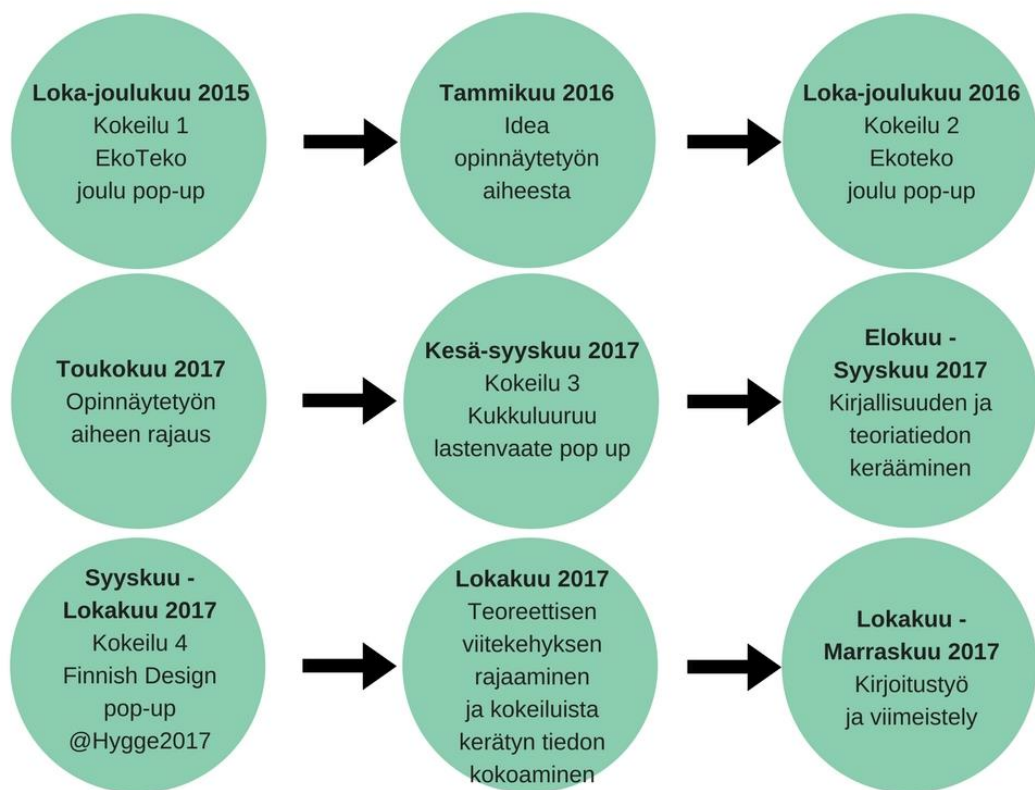 Loka-joulukuu 2015
Kokeilu 1
EkoTeko
joulu pop-up
Tammikuu 2016
Idea
opinnäytetyön
aiheesta
Loka-joulukuu 2016
Kokeilu 2
Ekoteko
joulu pop-up
Toukokuu 2017
Opinnäytetyön
aiheen rajaus
Kesä-syyskuu 2017
Kokeilu 3
Kukkuluuruu
lastenvaate pop up
Elokuu -
Syyskuu 2017
Kirjallisuuden ja
teoriatiedon
kerääminen
Syyskuu -
Lokakuu 2017
Kokeilu 4
Finnish Design
pop-up
@Hygge2017
Lokakuu 2017
Teoreettisen
viitekehyksen
rajaaminen
ja kokeiluista
kerätyn tiedon
kokoaminen
Lokakuu -
Marraskuu 2017
Kirjoitustyö
ja viimeistely